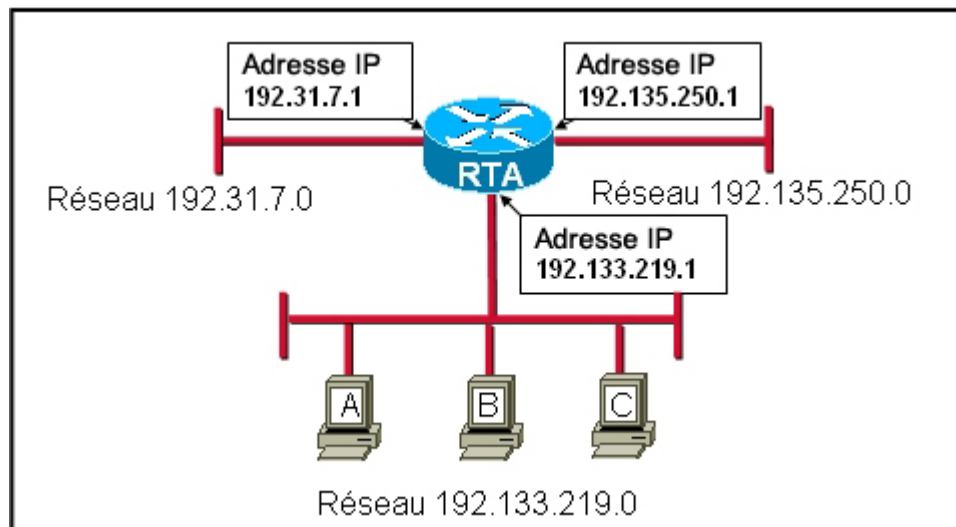 Adresse IP
192.31.7.1
Adresse IP
192.135.250.1
RTA
Réseau 192.31.7.0
Réseau 192.135.250.0
Adresse IP
192.133.219.1
A
B
C
Réseau 192.133.219.0